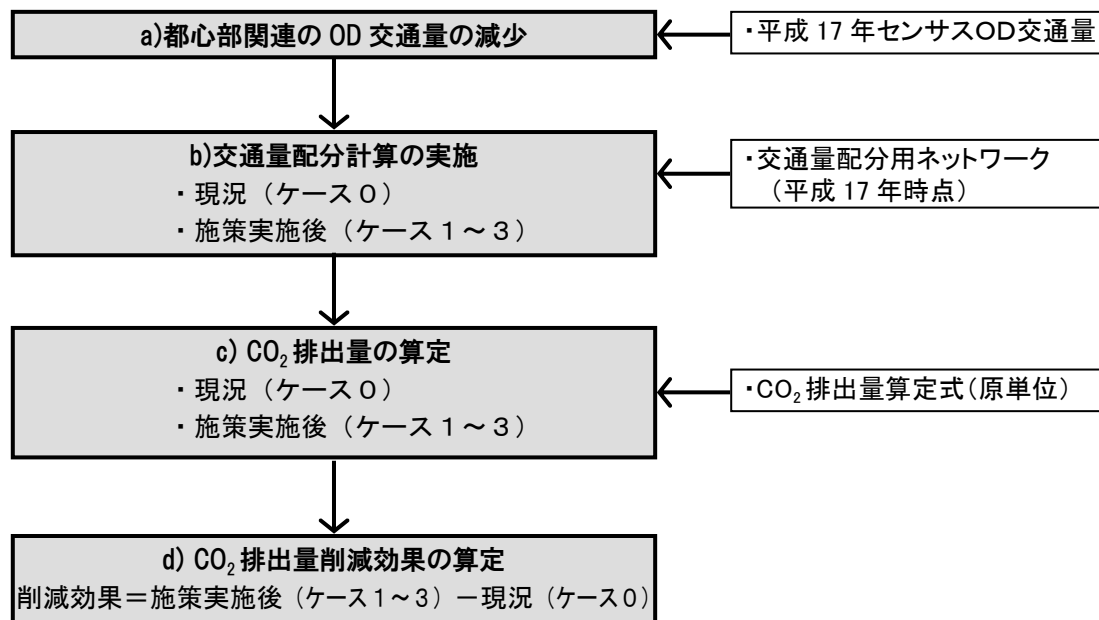 a)都心部関連の OD 交通量の減少
・平成 17 年センサスOD交通量
b)交通量配分計算の実施
・現況（ケース０）
・施策実施後（ケース１～３）
・交通量配分用ネットワーク
（平成 17 年時点）
c) CO₂ 排出量の算定
・現況（ケース０）
・施策実施後（ケース１～３）
・CO₂ 排出量算定式（原単位）
d) CO₂ 排出量削減効果の算定
削減効果＝施策実施後（ケース１～３）－現況（ケース０）